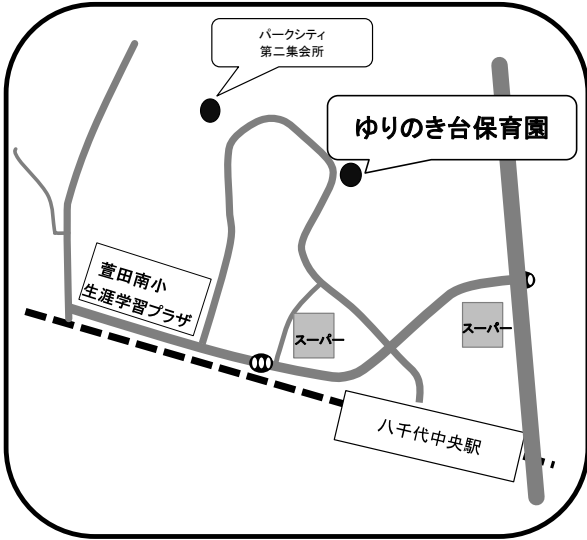 パークシティ
第二集会所
ゆりのき台保育園
萱田南小
生涯学習プラザ
スーパー
スーパー
八千代中央駅